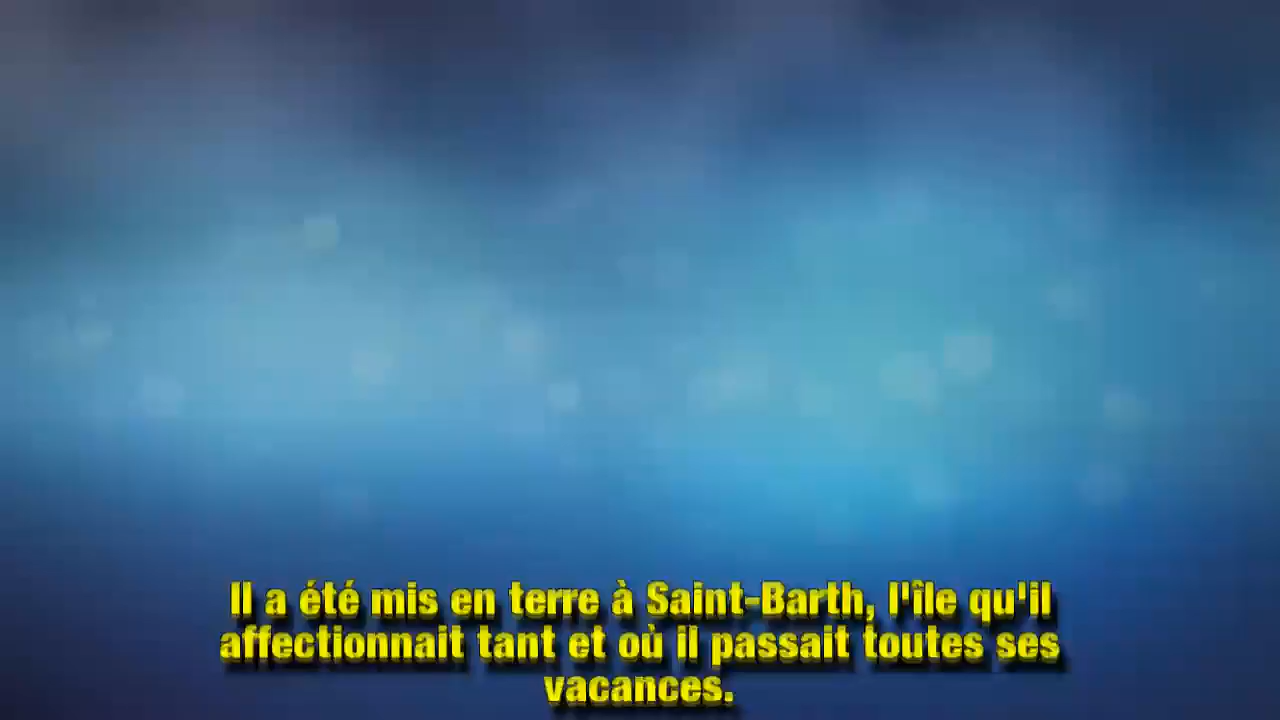 Il a été mis en terre à Saint-Barth, l'île qu'il
affectionnait tant et où il passait toutes ses
vacances.